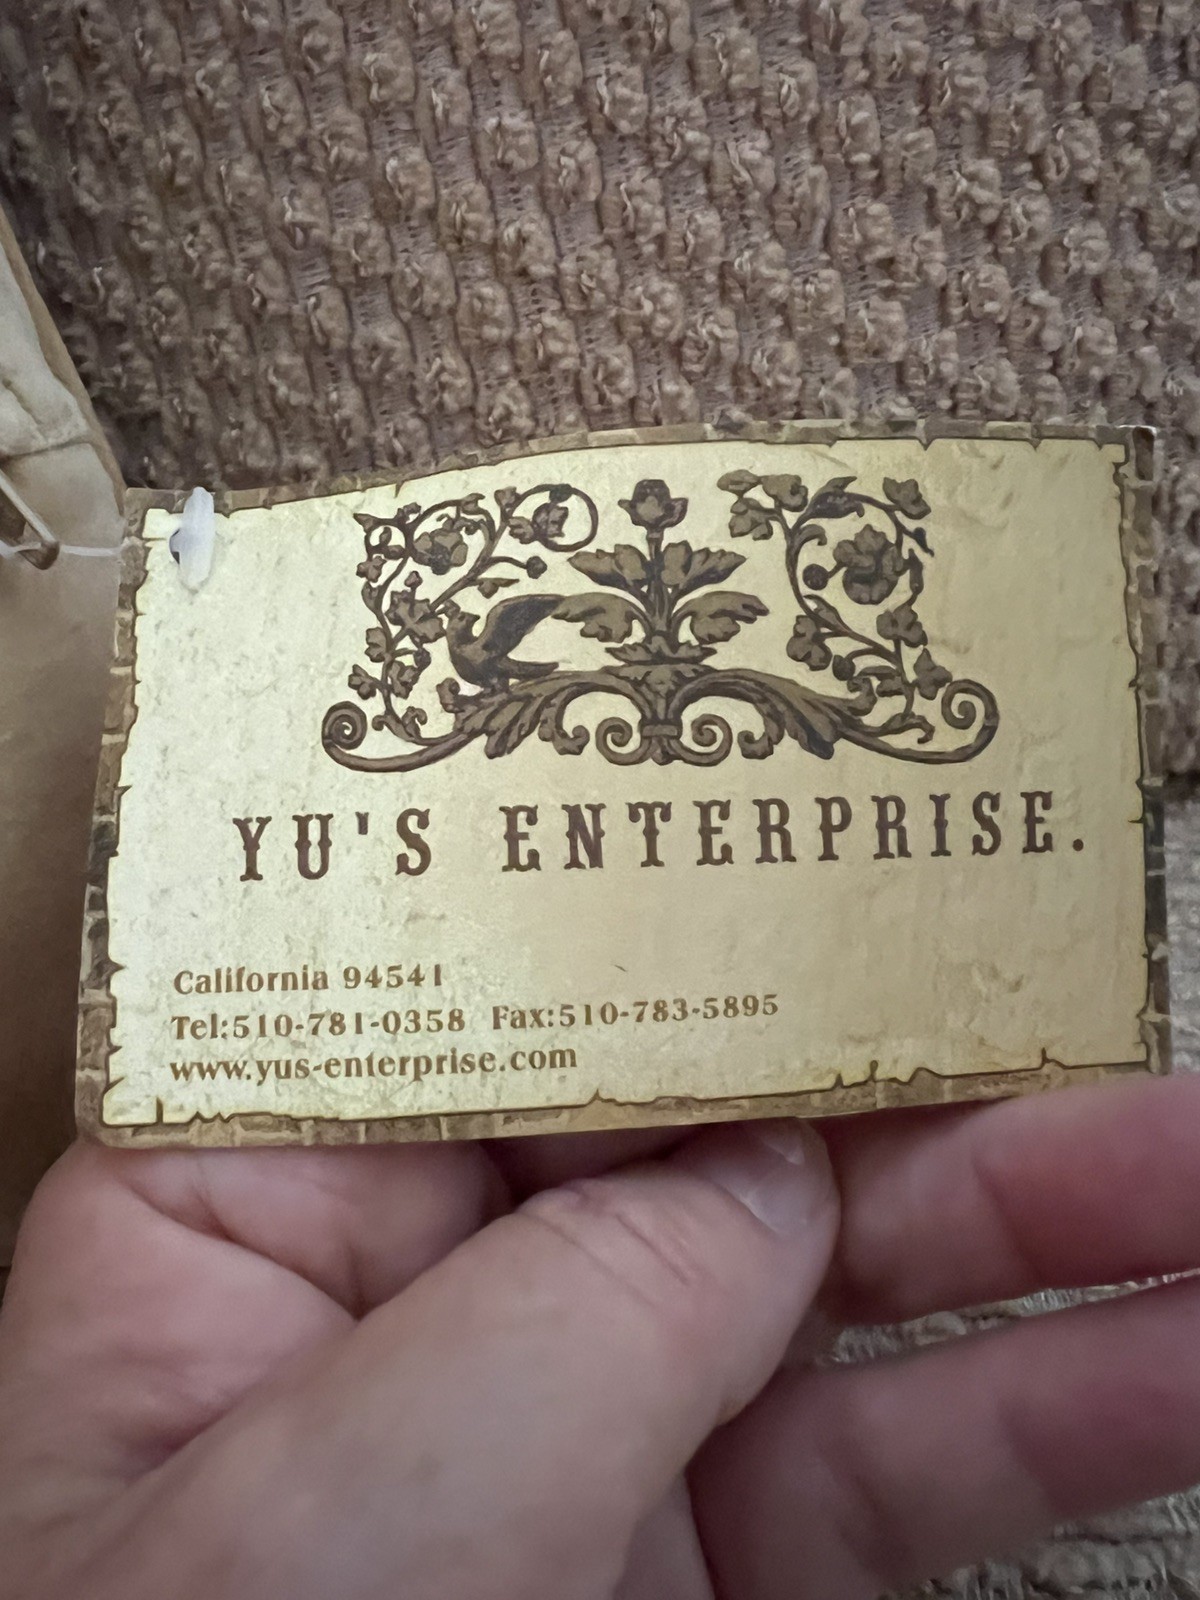 YU'S ENTERPRISE.
California 94541
Tel:510-781-0358 Fax:510-783-5895
www.yus-enterprise.com